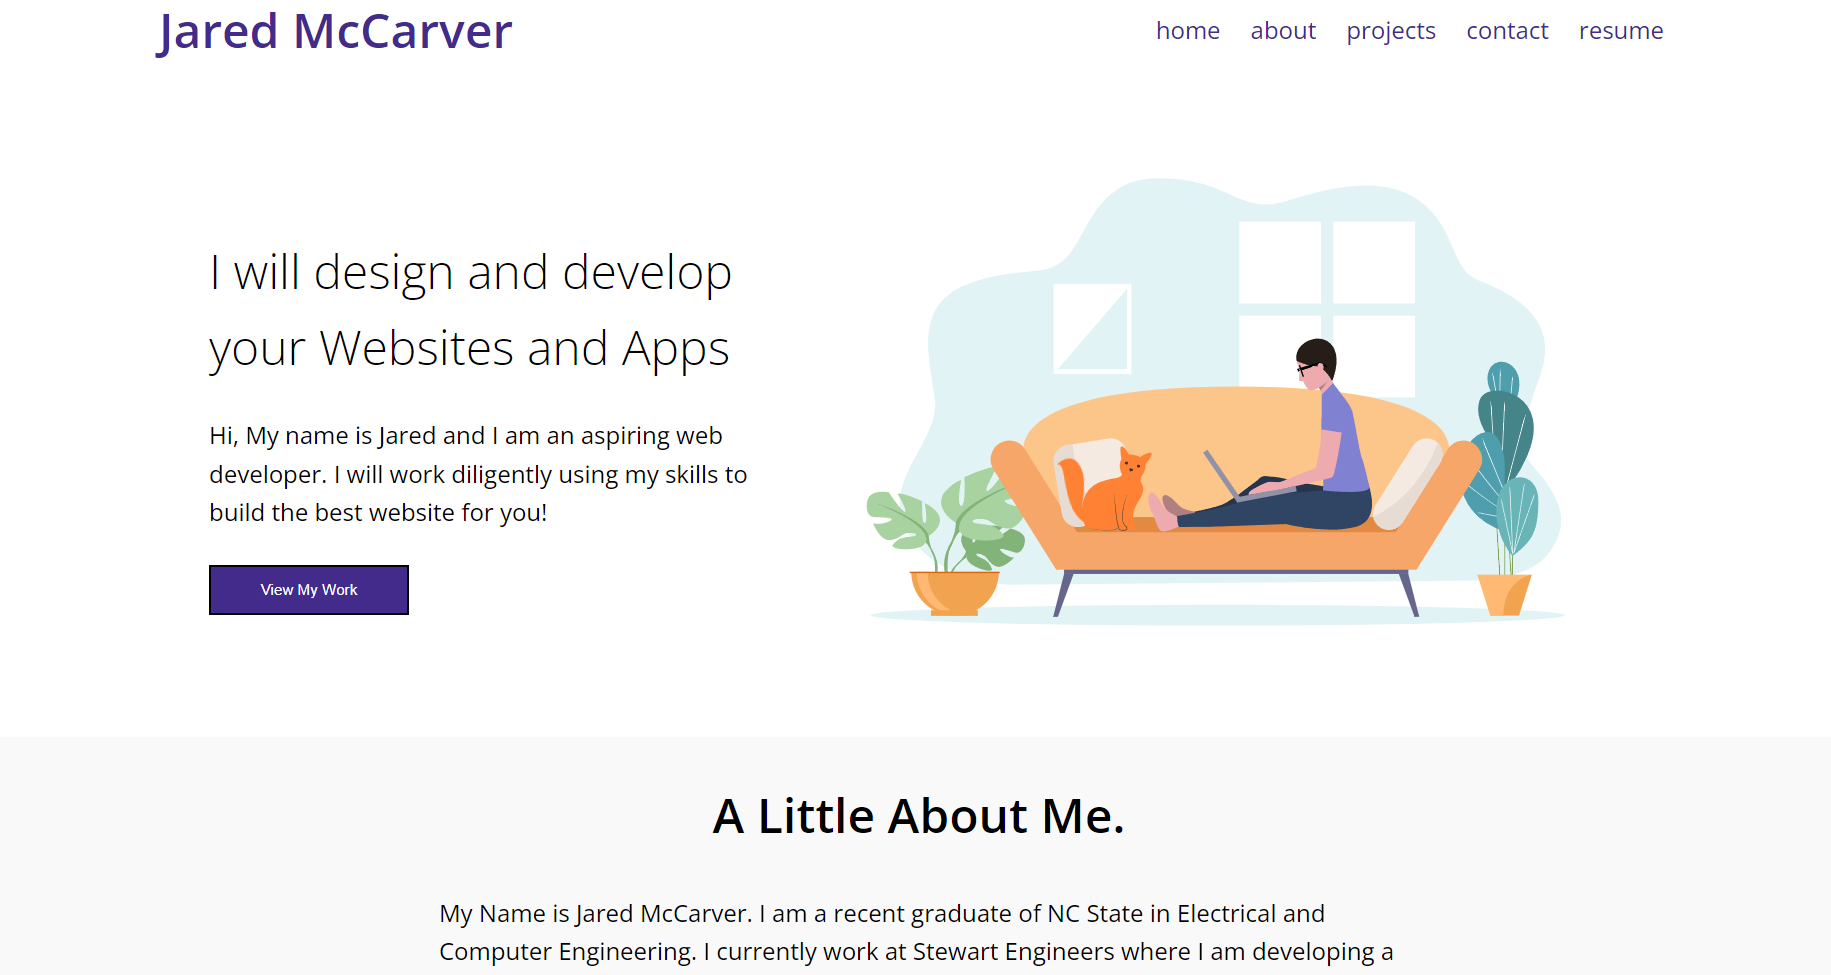 Jared McCarver
home about projects contact resume
I will design and develop
your Websites and Apps
Hi, My name is Jared and I am an aspiring web
developer. I will work diligently using my skills to
build the best website for you!
View My Work
A Little About Me.
My Name is Jared McCarver. I am a recent graduate of NC State in Electrical and
Computer Engineering. I currently work at Stewart Engineers where I am developing a